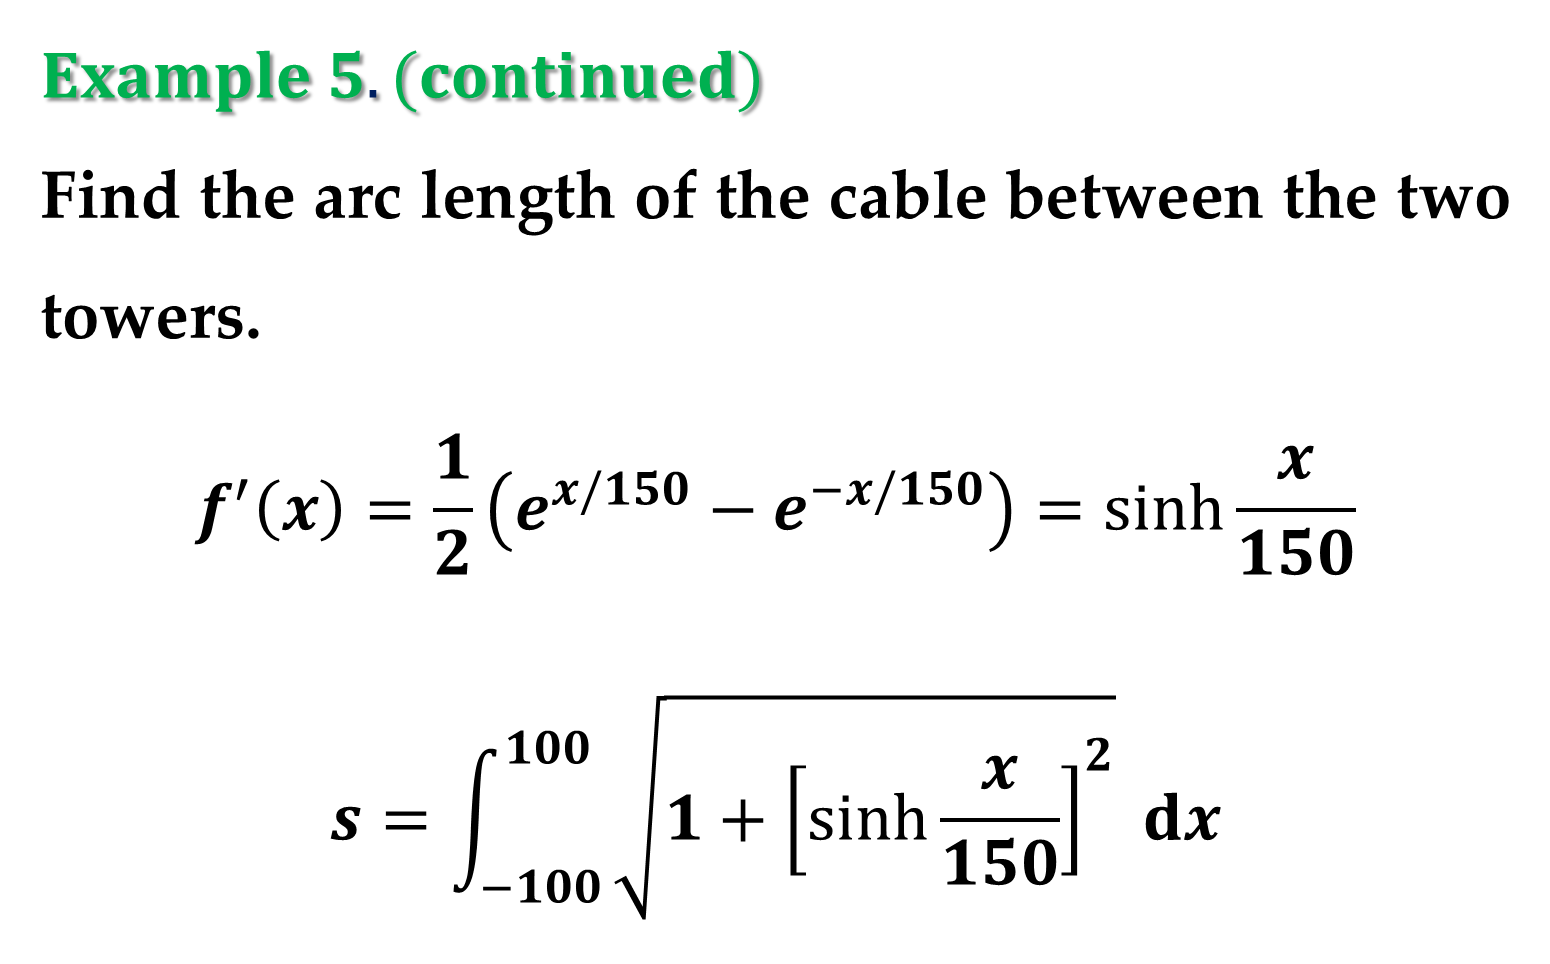 Example 5. (continued)
Find the arc length of the cable between the two
towers.
f′(x) = 1/2 (e^{x/150} − e^{−x/150}) = sinh x/150
s = ∫_{−100}^{100} √(1 + [sinh x/150]^2) dx